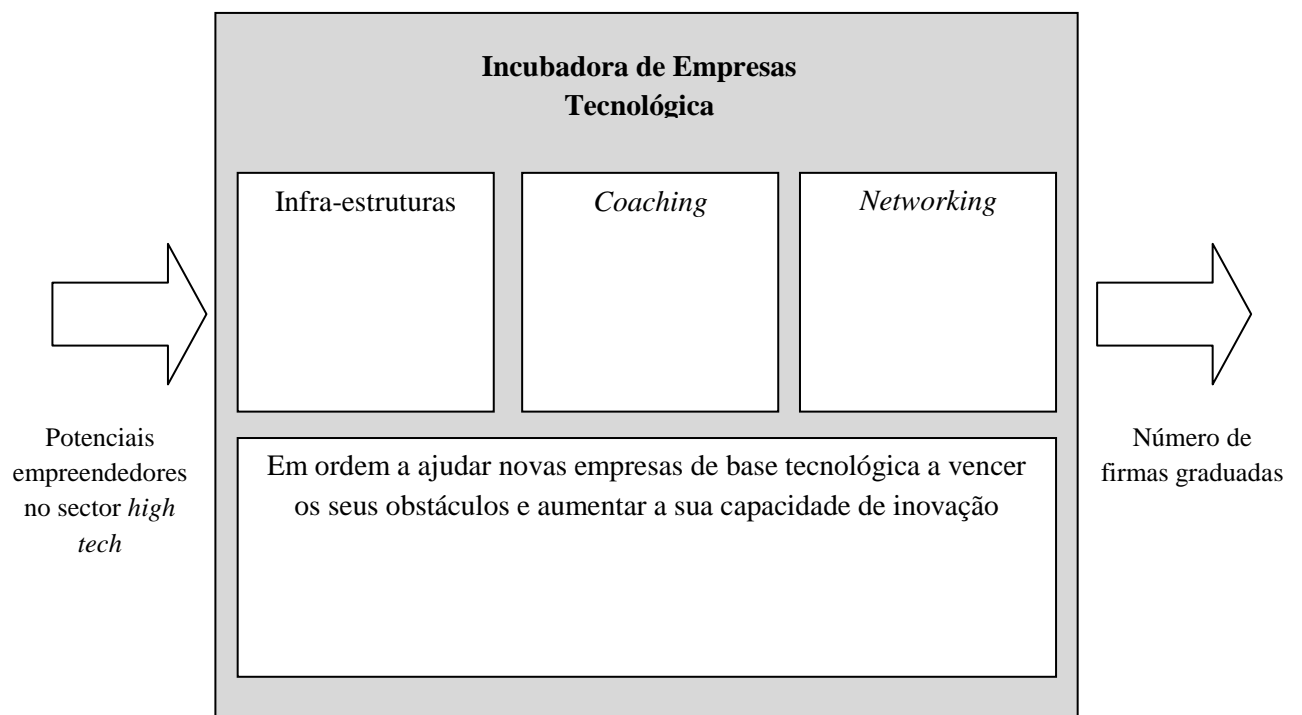 Incubadora de Empresas
Tecnológica
Infra-estruturas
Coaching
Networking
Em ordem a ajudar novas empresas de base tecnológica a vencer
os seus obstáculos e aumentar a sua capacidade de inovação
Potenciais
empreendedores
no sector high
tech
Número de
firmas graduadas